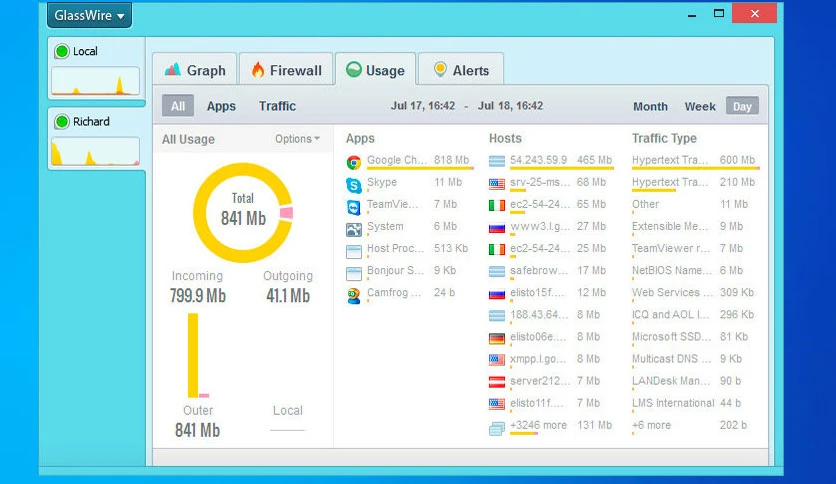 GlassWire
Local
Richard
Graph Firewall Usage Alerts
All Apps Traffic Jul 17, 16:42 - Jul 18, 16:42 Month Week Day
All Usage Options
Total
841 Mb
Incoming Outgoing
799.9 Mb 41.1 Mb
Outer Local
841 Mb
Apps
Google Ch... 818 Mb
Skype 11 Mb
TeamVie... 7 Mb
System 6 Mb
Host Proc... 513 Kb
Bonjour S... 9 Kb
Camfrog ... 24 b
Hosts
54.243.59.9 465 Mb
srv-25-ms... 68 Mb
ec2-54-24... 65 Mb
www3.l.g... 27 Mb
ec2-54-24... 25 Mb
safebrow... 17 Mb
elisto15f.... 12 Mb
188.43.64... 8 Mb
elisto06e.... 8 Mb
xmpp.l.go... 8 Mb
server212... 7 Mb
elisto11f.... 7 Mb
+3246 more 131 Mb
Traffic Type
Hypertext Tra... 600 Mb
Hypertext Tra... 210 Mb
Other 11 Mb
Extensible Me... 9 Mb
TeamViewer r... 7 Mb
NetBIOS Name... 6 Mb
Web Services ... 309 Kb
ICQ and AOL I... 296 Kb
Microsoft SSD... 81 Kb
Multicast DNS ... 9 Kb
LANDesk Man... 90 b
LMS International 44 b
+6 more 202 b